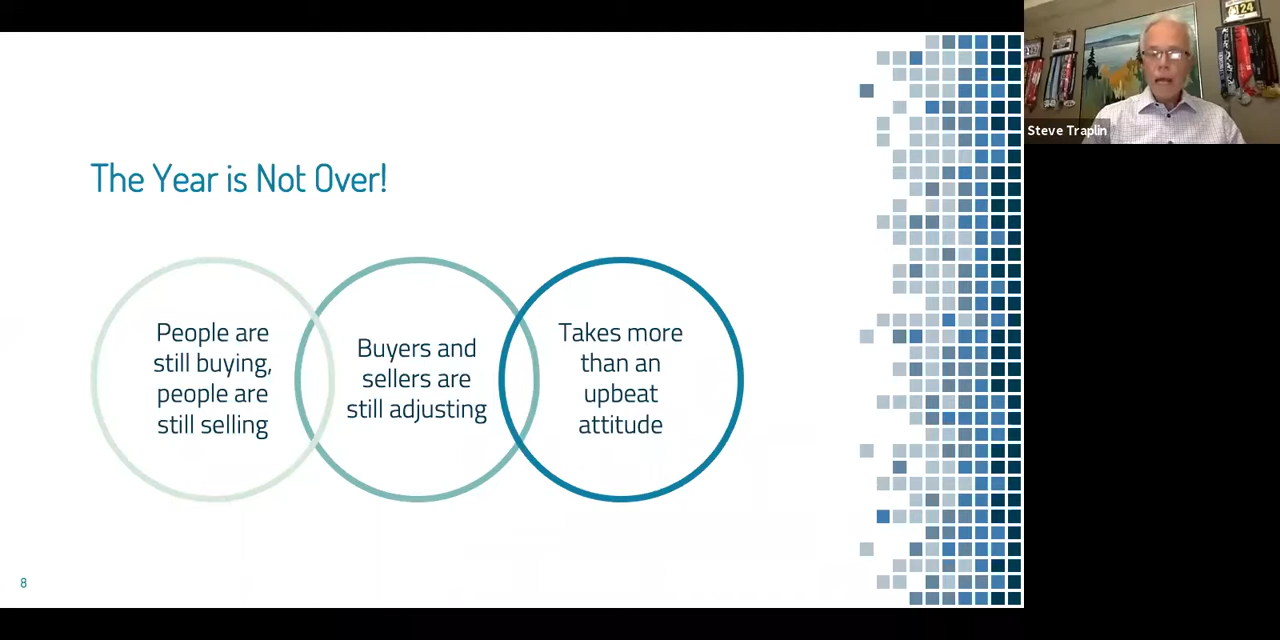 The Year is Not Over!
People are
still buying,
people are
still selling
Buyers and
sellers are
still adjusting
Takes more
than an
upbeat
attitude
8
Steve Traplin
124